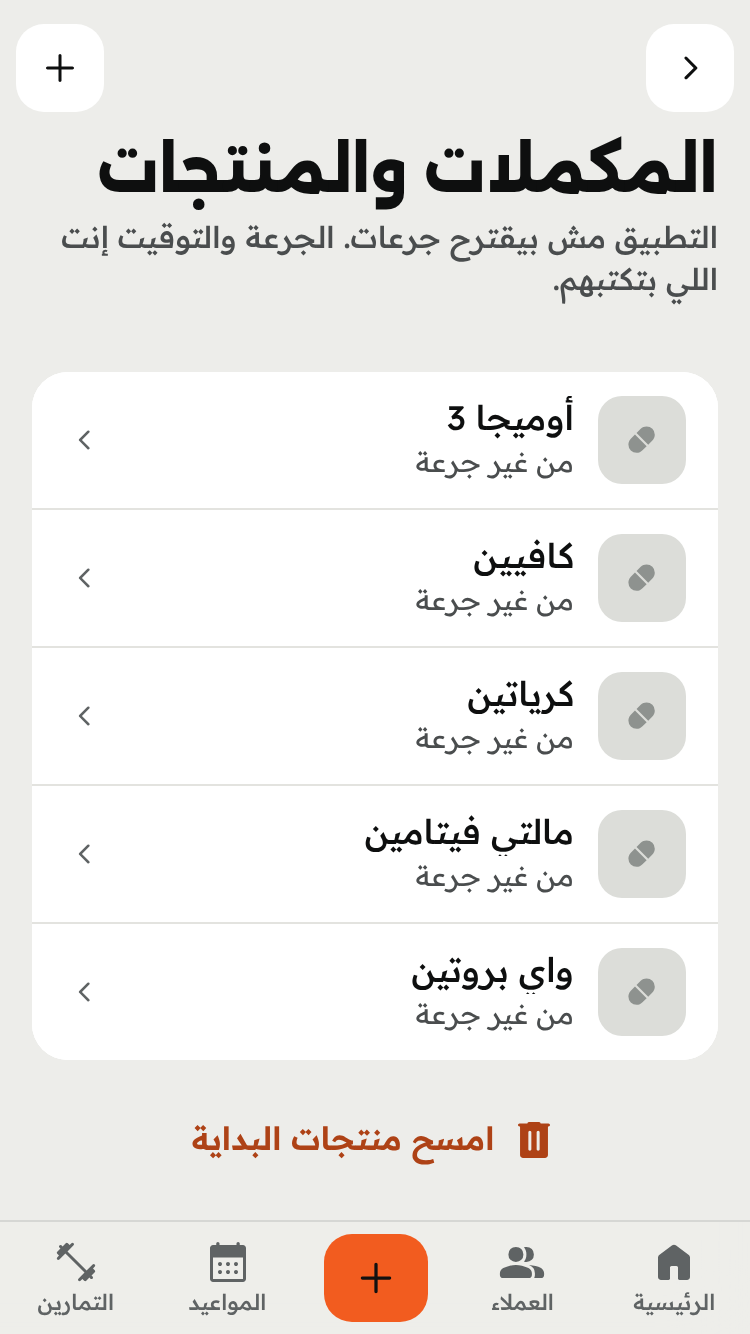 المكملات والمنتجات
التطبيق مش بيقترح جرعات. الجرعة والتوقيت إنت
اللي بتكتبهم.
أوميجا 3
من غير جرعة
كافيين
من غير جرعة
كرياتين
من غير جرعة
مالتي فيتامين
من غير جرعة
واي بروتين
من غير جرعة
امسح منتجات البداية
الرئيسية
العملاء
المواعيد
التمارين